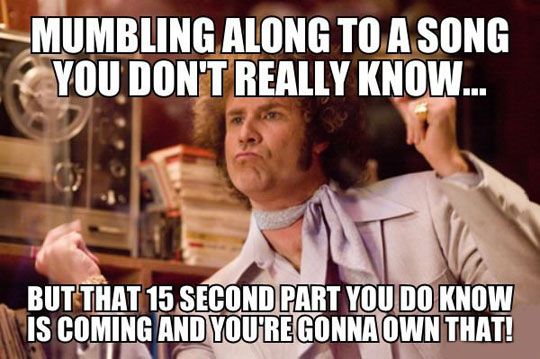 MUMBLING ALONG TO A SONG
YOU DON'T REALLY KNOW...
BUT THAT 15 SECOND PART YOU DO KNOW
IS COMING AND YOU'RE GONNA OWN THAT!